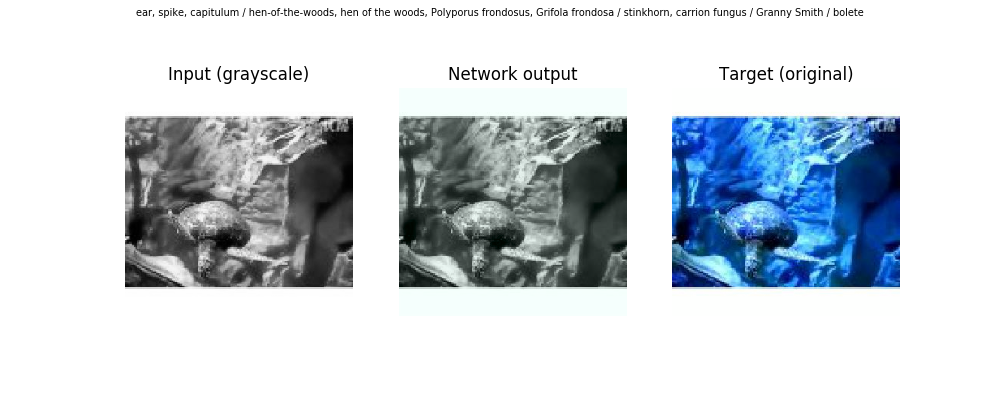 ear, spike, capitulum / hen-of-the-woods, hen of the woods, Polyporus frondosus, Grifola frondosa / stinkhorn, carrion fungus / Granny Smith / bolete
Input (grayscale)
Network output
Target (original)